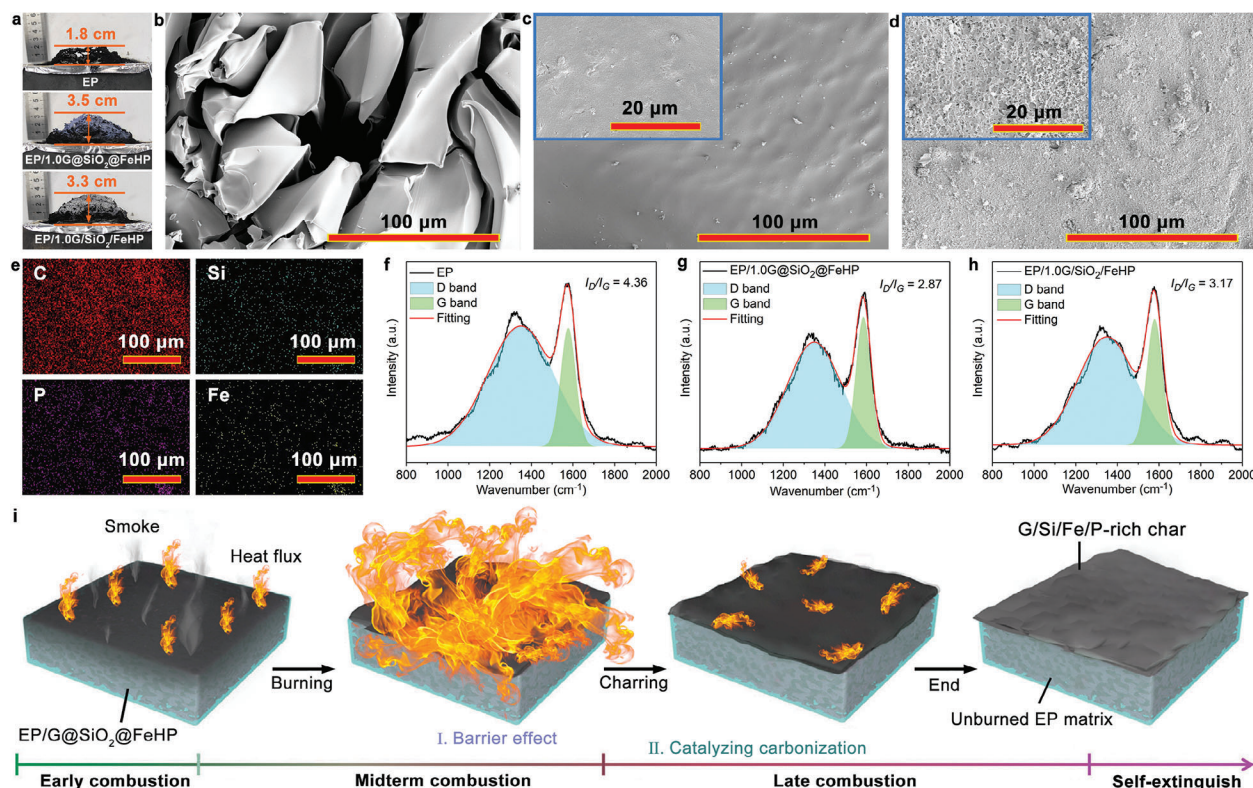 a
1.8 cm
EP
3.5 cm
EP/1.0G@SiO₂@FeHP
3.3 cm
EP/1.0G/SiO₂/FeHP
b
100 μm
c
20 μm
100 μm
d
20 μm
100 μm
e
C
100 μm
Si
100 μm
P
100 μm
Fe
100 μm
f
EP
D band
G band
Fitting
I_D/I_G = 4.36
Intensity (a.u.)
800 1000 1200 1400 1600 1800 2000
Wavenumber (cm⁻¹)
g
EP/1.0G@SiO₂@FeHP
D band
G band
Fitting
I_D/I_G = 2.87
Intensity (a.u.)
800 1000 1200 1400 1600 1800 2000
Wavenumber (cm⁻¹)
h
EP/1.0G/SiO₂/FeHP
D band
G band
Fitting
I_D/I_G = 3.17
Intensity (a.u.)
800 1000 1200 1400 1600 1800 2000
Wavenumber (cm⁻¹)
i
Smoke
Heat flux
EP/G@SiO₂@FeHP
Burning
Charring
End
G/Si/Fe/P-rich char
Unburned EP matrix
I. Barrier effect
II. Catalyzing carbonization
Early combustion
Midterm combustion
Late combustion
Self-extinguish